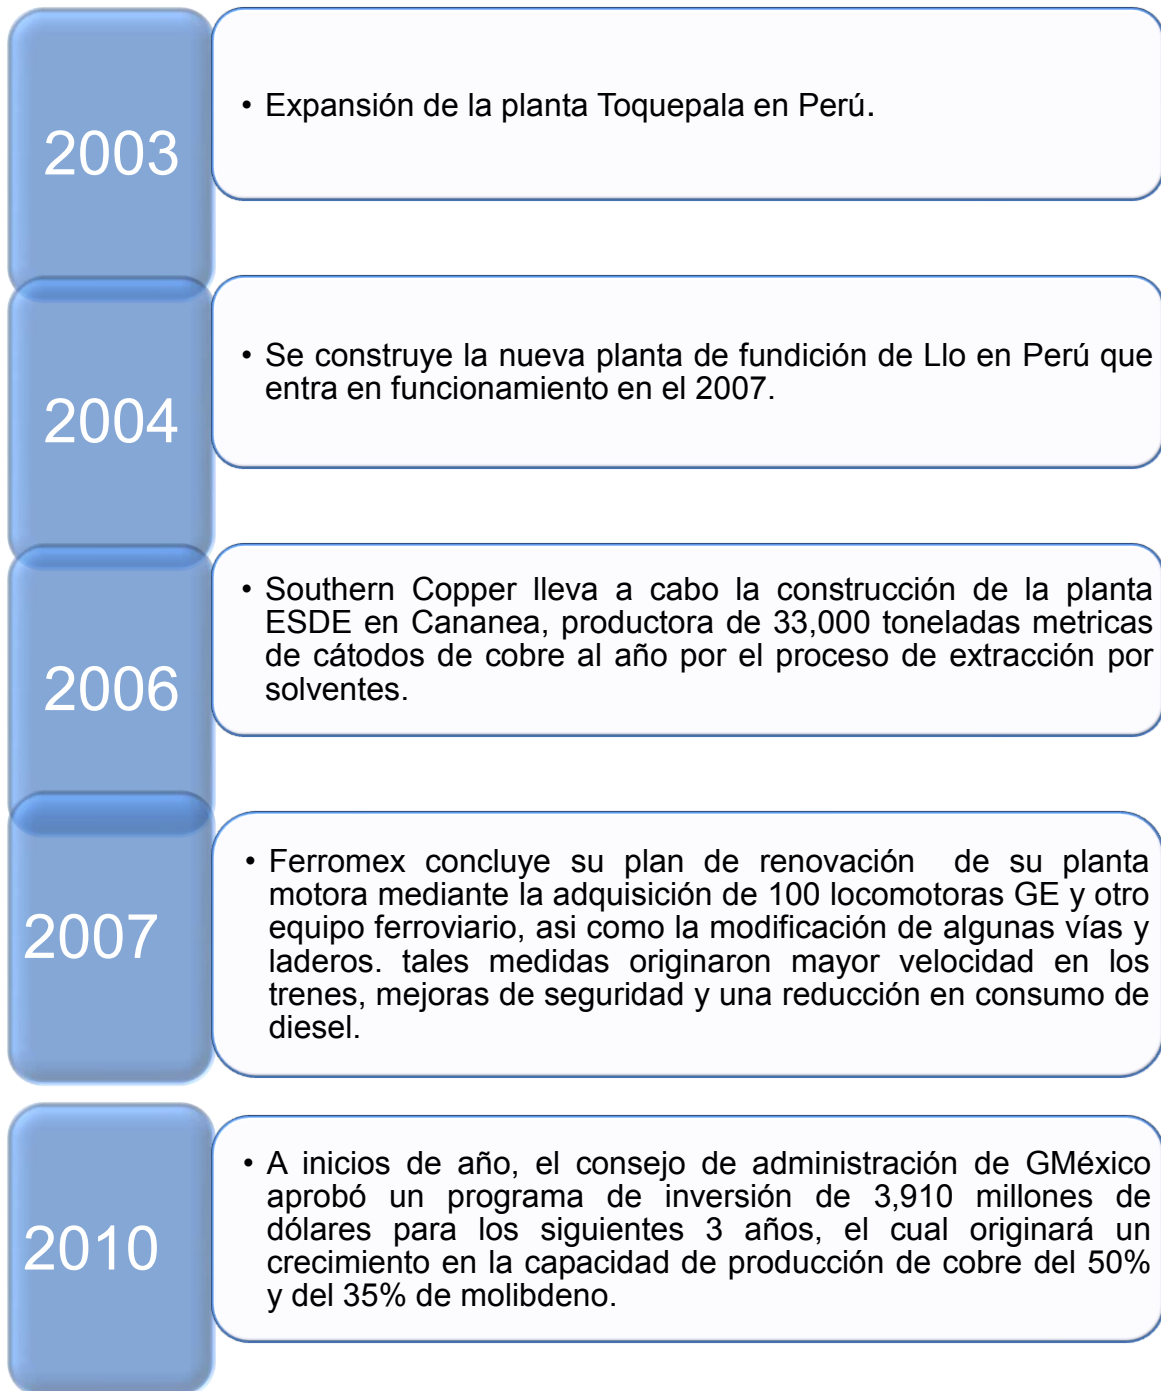 2003
• Expansión de la planta Toquepala en Perú.
2004
• Se construye la nueva planta de fundición de Llo en Perú que
entra en funcionamiento en el 2007.
2006
• Southern Copper lleva a cabo la construcción de la planta
ESDE en Cananea, productora de 33,000 toneladas metricas
de cátodos de cobre al año por el proceso de extracción por
solventes.
2007
• Ferromex concluye su plan de renovación de su planta
motora mediante la adquisición de 100 locomotoras GE y otro
equipo ferroviario, asi como la modificación de algunas vías y
laderos. tales medidas originaron mayor velocidad en los
trenes, mejoras de seguridad y una reducción en consumo de
diesel.
2010
• A inicios de año, el consejo de administración de GMéxico
aprobó un programa de inversión de 3,910 millones de
dólares para los siguientes 3 años, el cual originará un
crecimiento en la capacidad de producción de cobre del 50%
y del 35% de molibdeno.